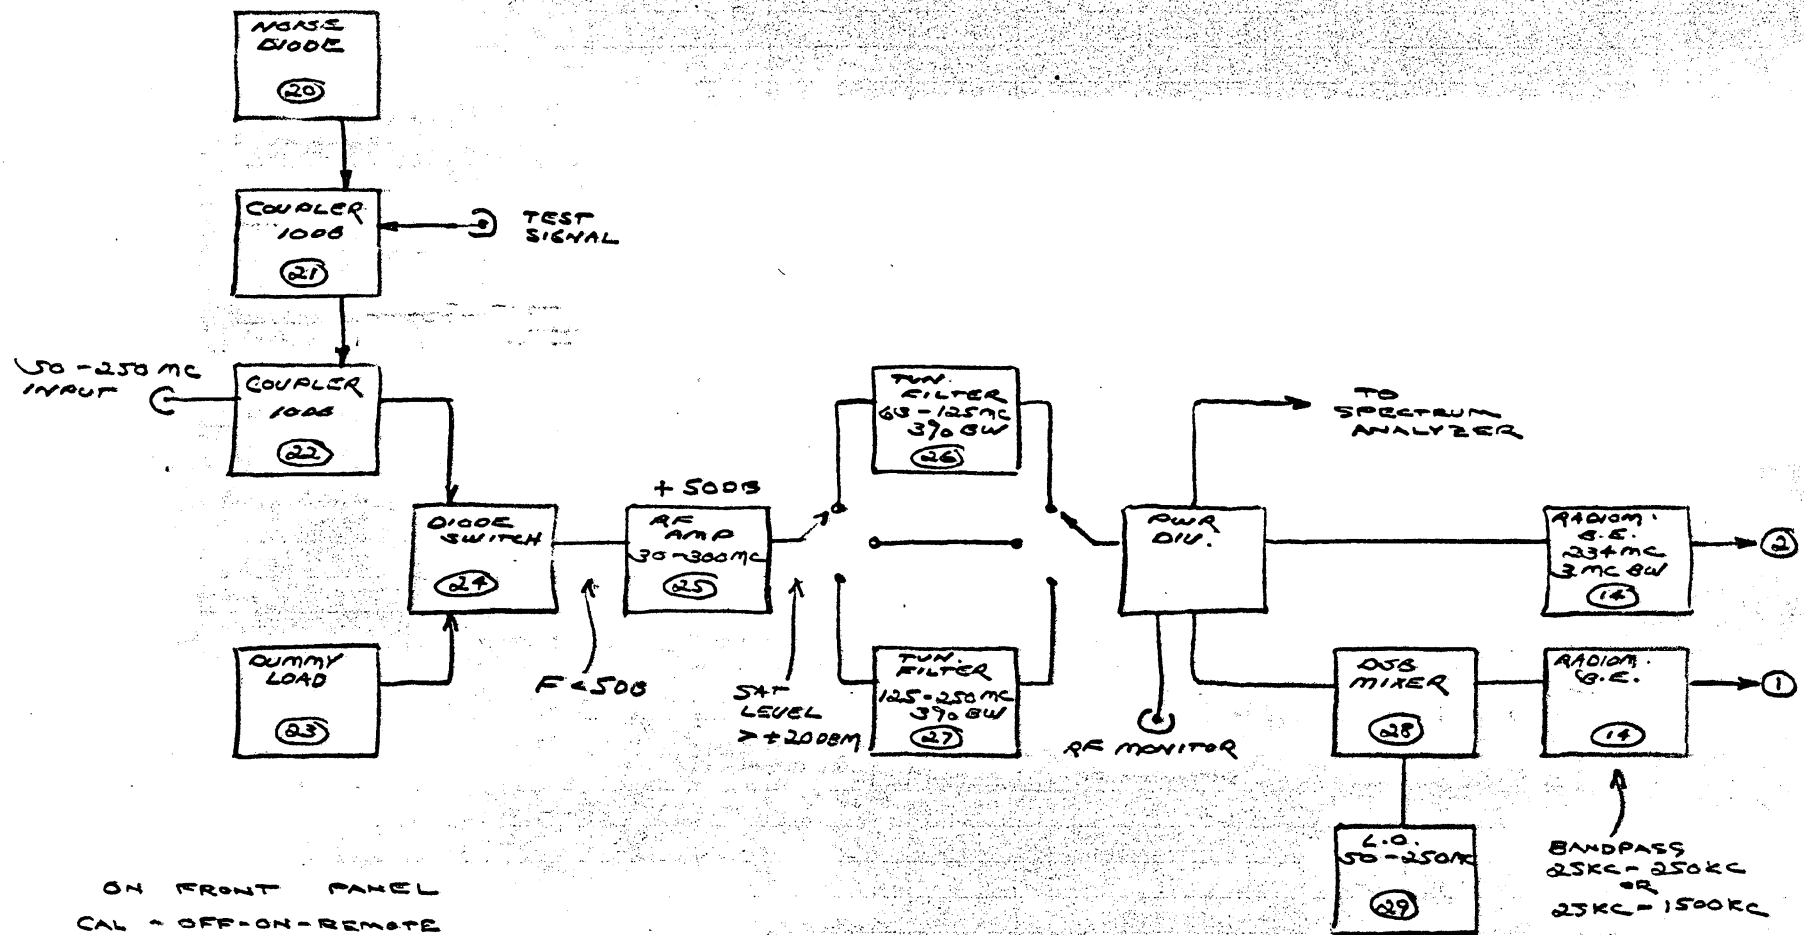 NOISE
DIODE
20
COUPLER
10DB
21
TEST
SIGNAL
50-250 MC
INPUT
COUPLER
10DB
22
DIODE
SWITCH
24
DUMMY
LOAD
23
F < 5DB
+ 50DB
RF
AMP
30-300MC
25
SAT
LEVEL
> +20DBM
TUN.
FILTER
63-125MC
3% BW
26
TUN.
FILTER
125-250MC
3% BW
27
PWR
DIV.
RF MONITOR
TO
SPECTRUM
ANALYZER
RADIOM.
B.E.
234MC
3MC BW
14
2
DSB
MIXER
28
RADIOM.
B.E.
14
1
L.O.
50-250MC
29
BANDPASS
25KC - 250KC
OR
25KC - 1500KC
ON FRONT PANEL
CAL - OFF-ON-REMOTE